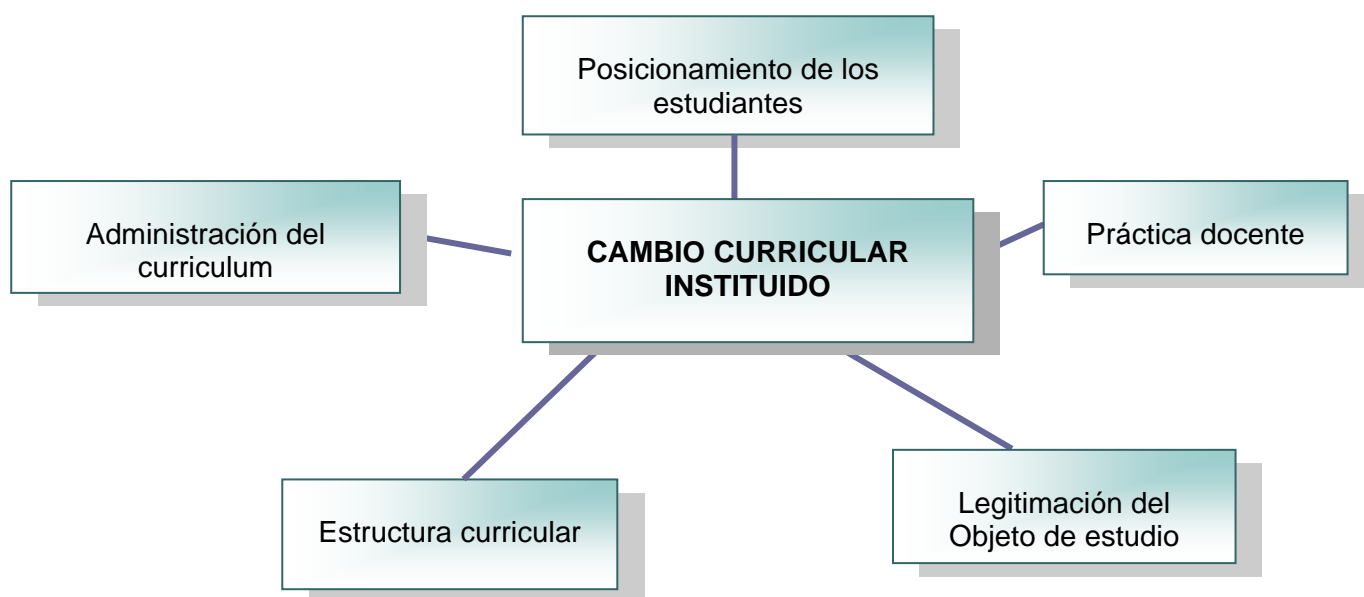 Posicionamiento de los
estudiantes
Administración del
curriculum
CAMBIO CURRICULAR
INSTITUIDO
Práctica docente
Estructura curricular
Legitimación del
Objeto de estudio